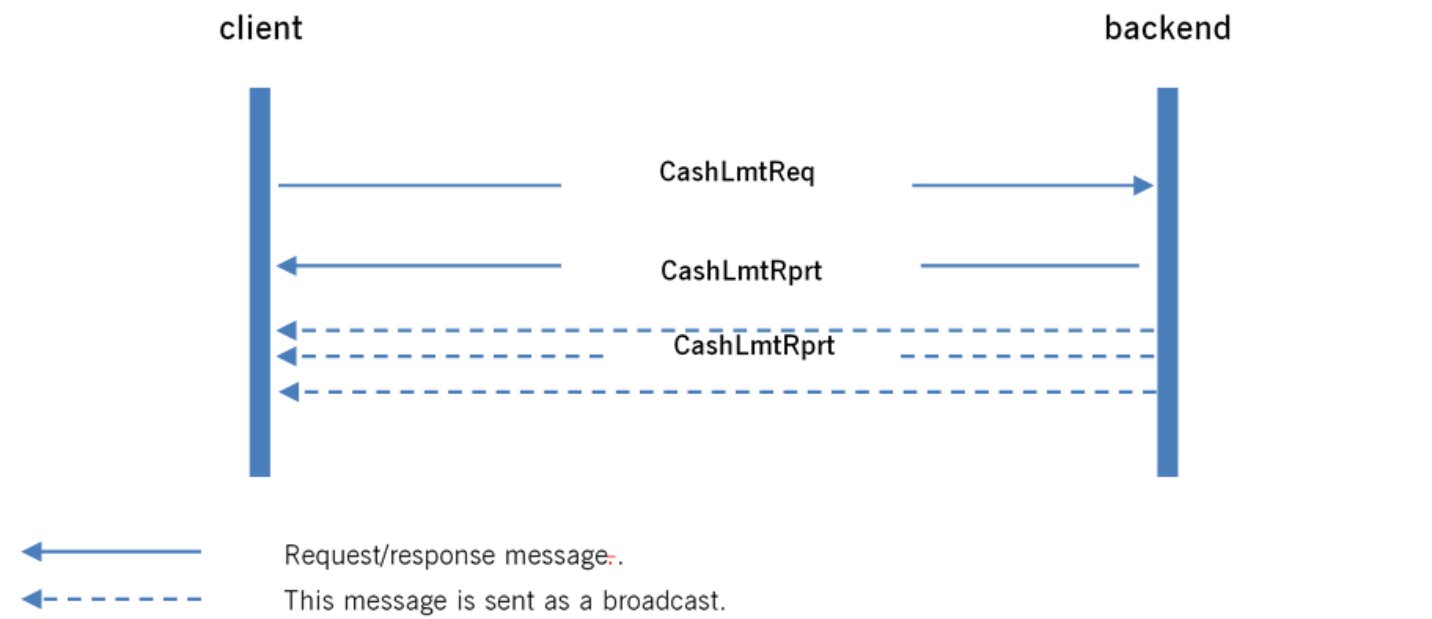 client backend
CashLmtReq
CashLmtRprt
CashLmtRprt
Request/response message..
This message is sent as a broadcast.